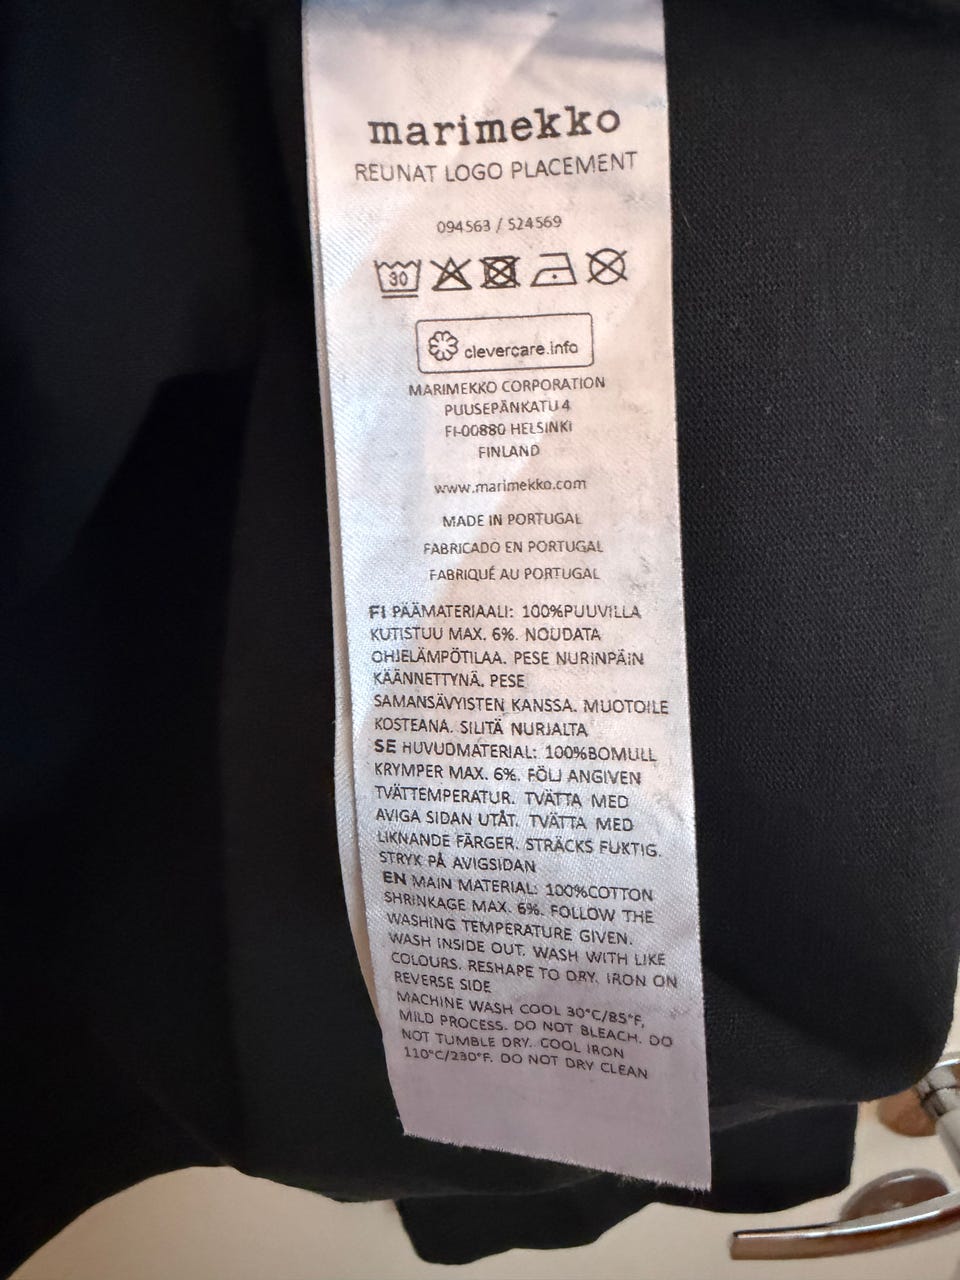 marimekko
REUNAT LOGO PLACEMENT
094563 / S24569
30
clevercare.info
MARIMEKKO CORPORATION
PUUSEPÄNKATU 4
FI-00880 HELSINKI
FINLAND
www.marimekko.com
MADE IN PORTUGAL
FABRICADO EN PORTUGAL
FABRIQUÉ AU PORTUGAL
FI PÄÄMATERIAALI: 100%PUUVILLA
KUTISTUU MAX. 6%. NOUDATA
OHJELÄMPÖTILAA. PESE NURINPÄIN
KÄÄNNETTYNÄ. PESE
SAMANSÄVYISTEN KANSSA. MUOTOILE
KOSTEANA. SILITÄ NURJALTA
SE HUVUDMATERIAL: 100%BOMULL
KRYMPER MAX. 6%. FÖLJ ANGIVEN
TVÄTTEMPERATUR. TVÄTTA MED
AVIGA SIDAN UTÅT. TVÄTTA MED
LIKNANDE FÄRGER. STRÄCKS FUKTIG.
STRYK PÅ AVIGSIDAN
EN MAIN MATERIAL: 100%COTTON
SHRINKAGE MAX. 6%. FOLLOW THE
WASHING TEMPERATURE GIVEN.
WASH INSIDE OUT. WASH WITH LIKE
COLOURS. RESHAPE TO DRY. IRON ON
REVERSE SIDE
MACHINE WASH COOL 30°C/85°F,
MILD PROCESS. DO NOT BLEACH. DO
NOT TUMBLE DRY. COOL IRON
110°C/230°F. DO NOT DRY CLEAN